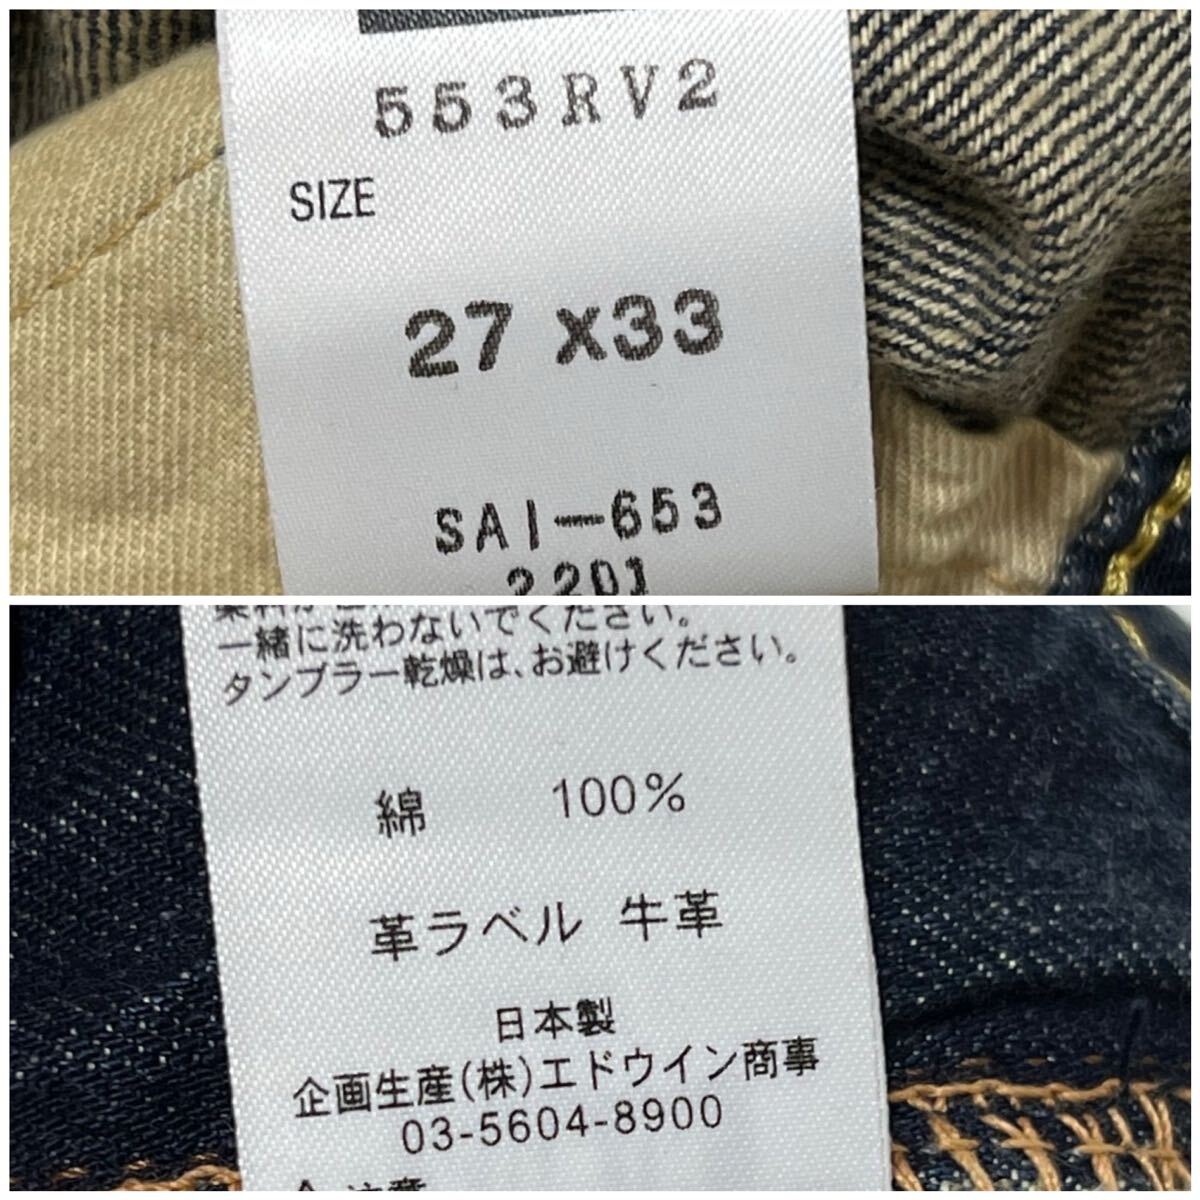 553RV2
SIZE
27 x33
SAI-653
2201
一緒に洗わないでください。
タンブラー乾燥は、お避けください。
綿 100%
革ラベル 牛革
日本製
企画生産(株)エドウイン商事
03-5604-8900
注意